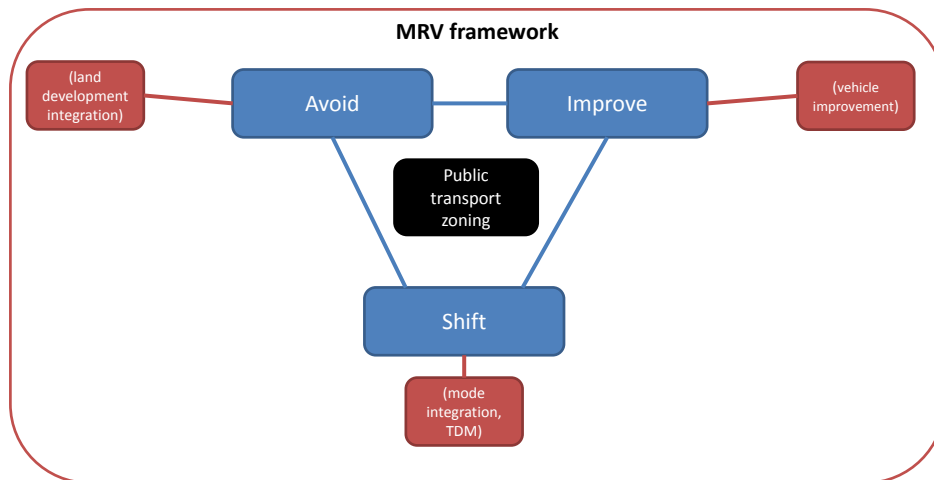 MRV framework
(land
development
integration)
Avoid
Improve
(vehicle
improvement)
Public
transport
zoning
Shift
(mode
integration,
TDM)